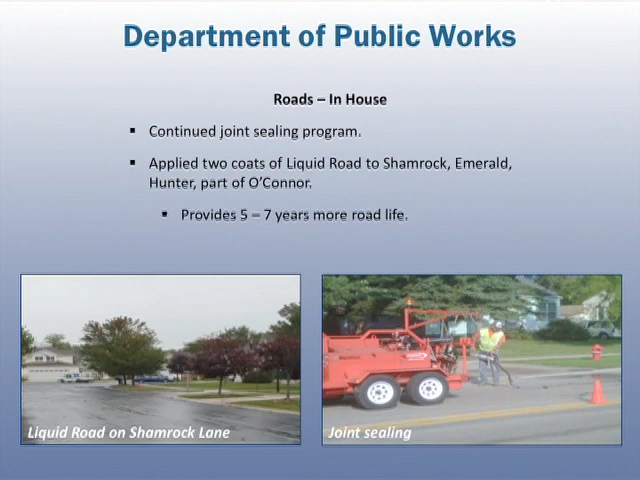 Department of Public Works
Roads – In House
▪ Continued joint sealing program.
▪ Applied two coats of Liquid Road to Shamrock, Emerald,
Hunter, part of O'Connor.
▪ Provides 5 – 7 years more road life.
Liquid Road on Shamrock Lane
Joint sealing